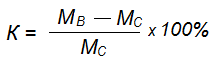 K = (M_B — M_C) / M_C x 100%